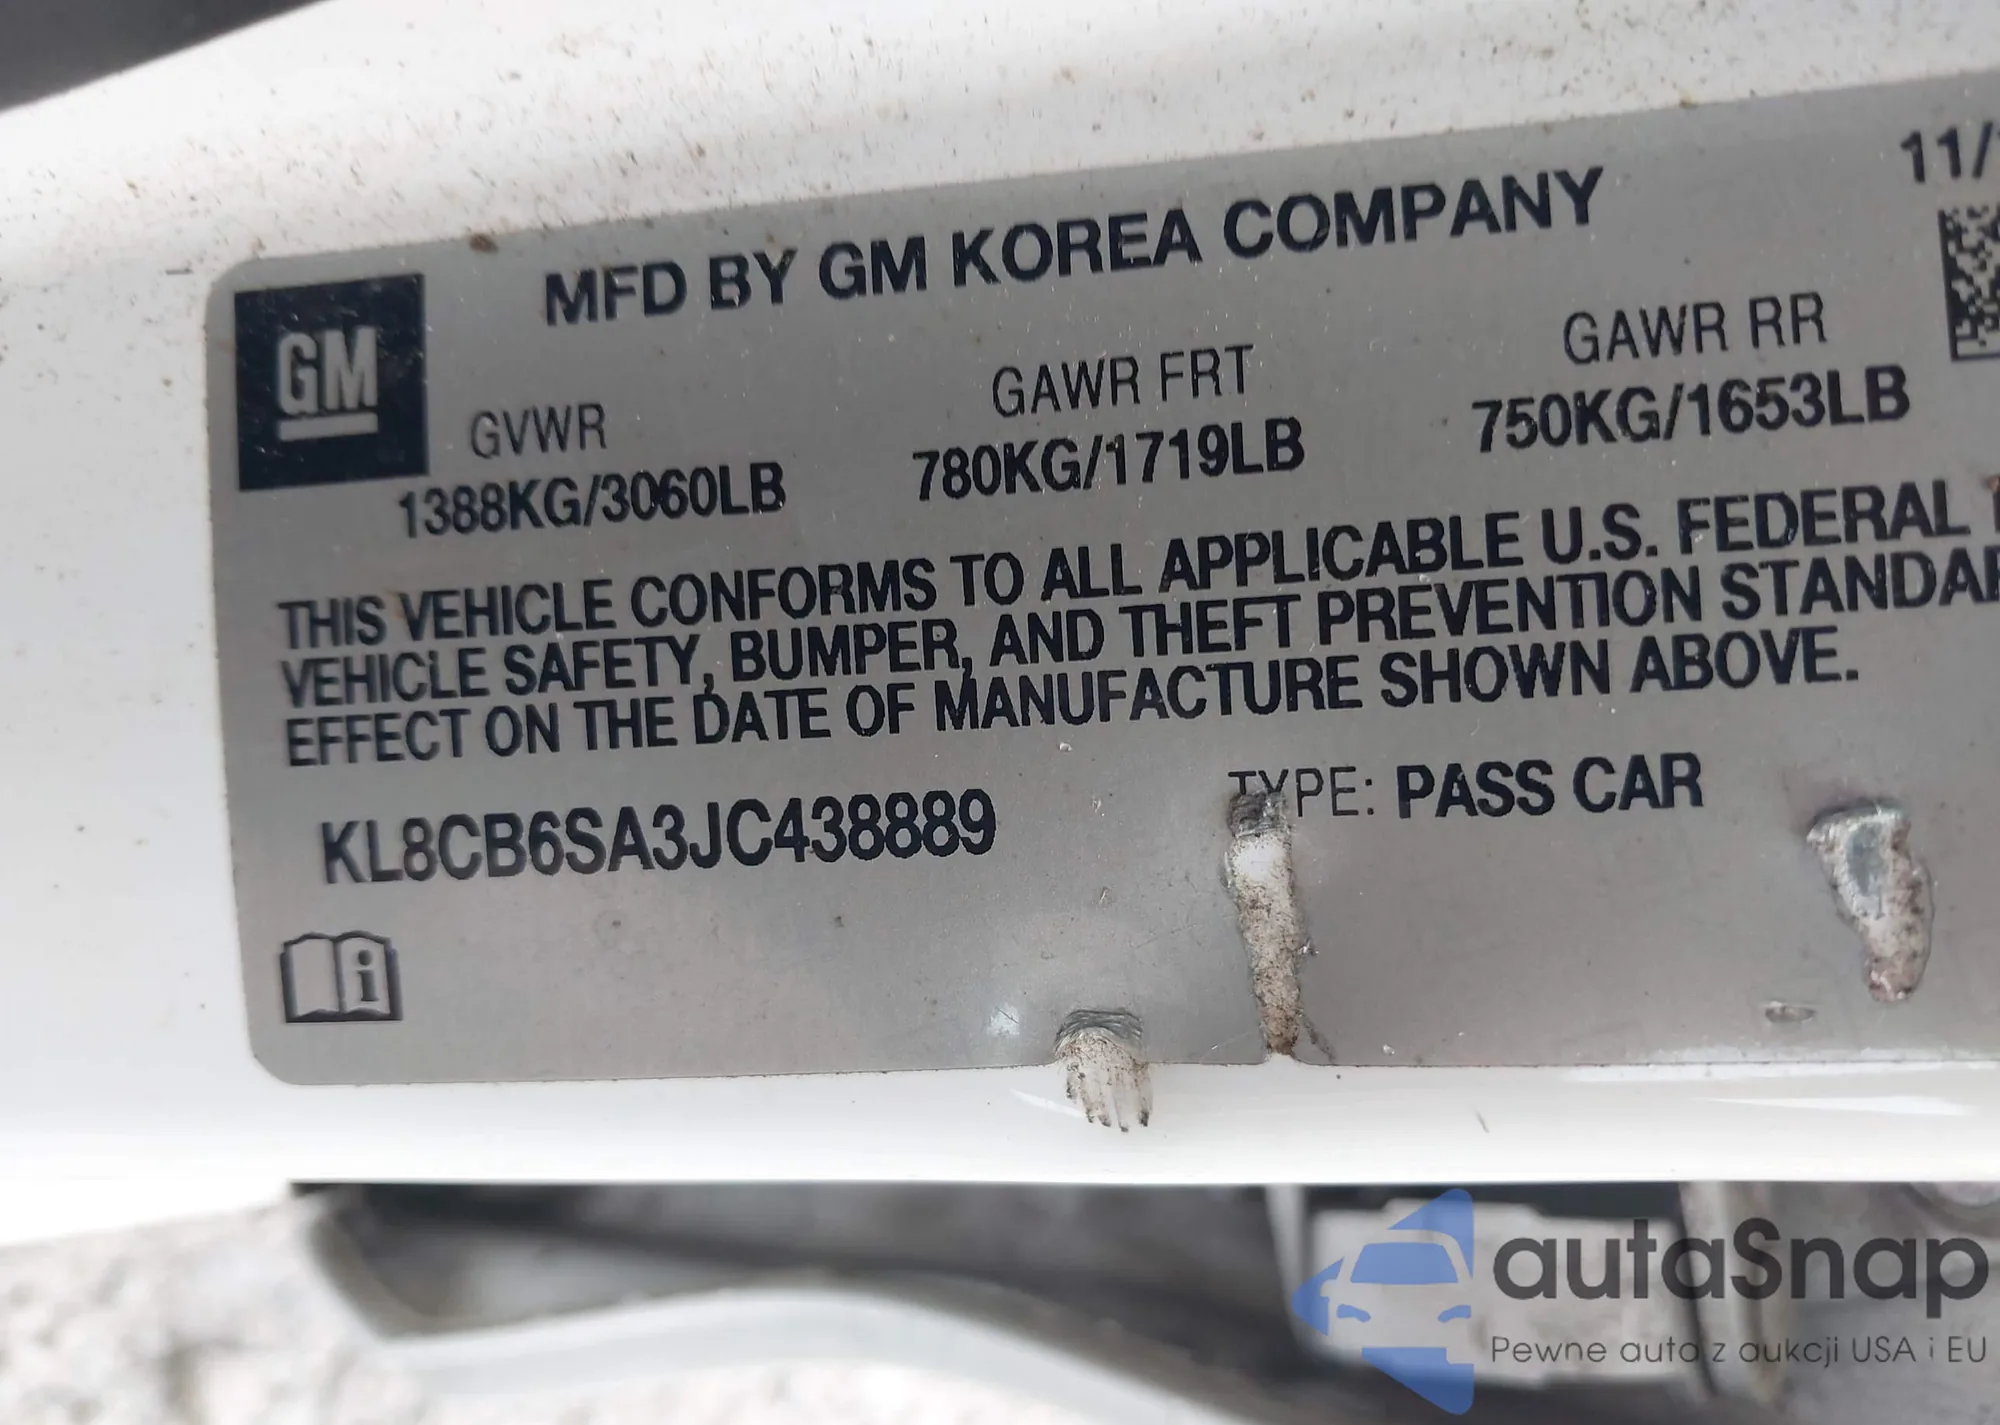 MFD BY GM KOREA COMPANY
11/
GM
GVWR
GAWR FRT
GAWR RR
1388KG/3060LB
780KG/1719LB
750KG/1653LB
THIS VEHICLE CONFORMS TO ALL APPLICABLE U.S. FEDERAL
VEHICLE SAFETY, BUMPER, AND THEFT PREVENTION STANDAR
EFFECT ON THE DATE OF MANUFACTURE SHOWN ABOVE.
KL8CB6SA3JC438889
TYPE: PASS CAR
i
autaSnap
Pewne auta z aukcji USA i EU